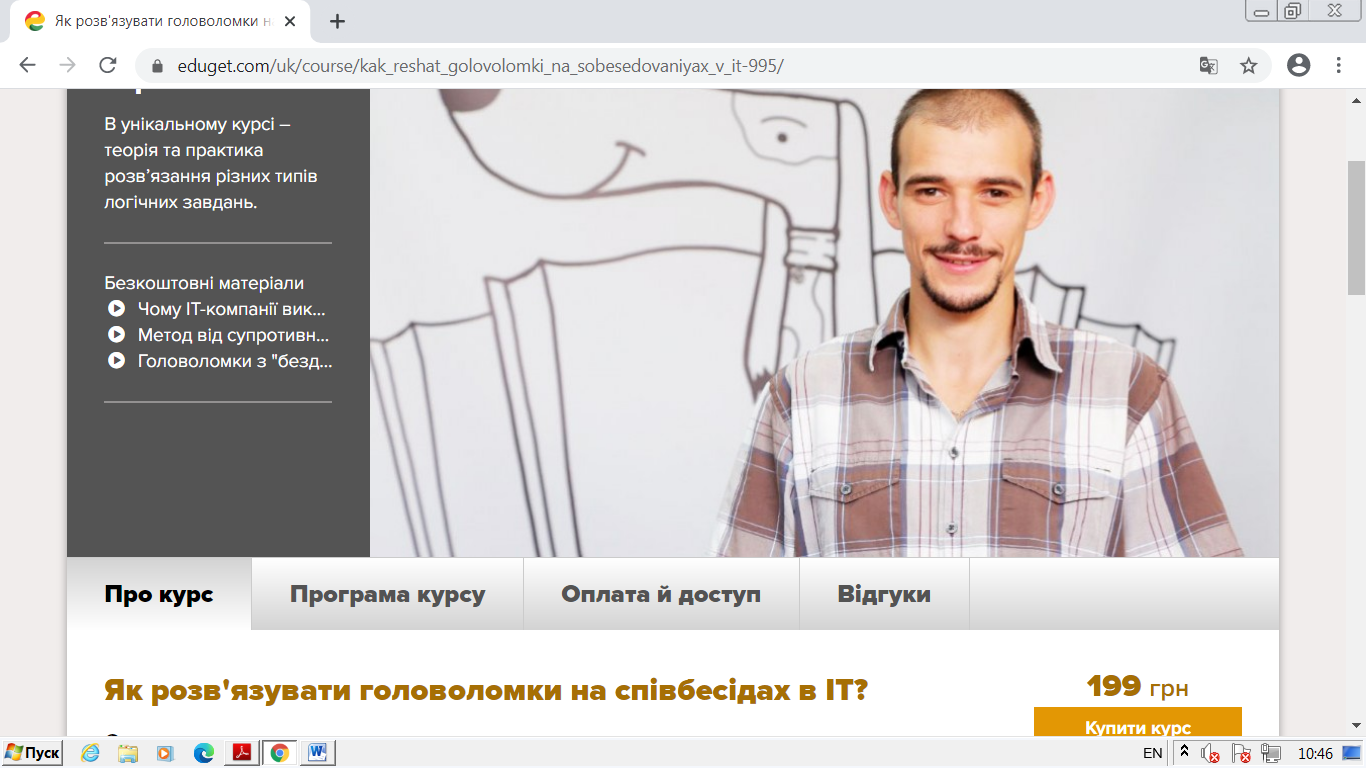 Як розв'язувати головоломки н
eduget.com/uk/course/kak_reshat_golovolomki_na_sobesedovaniyax_v_it-995/
В унікальному курсі –
теорія та практика
розв’язання різних типів
логічних завдань.
Безкоштовні матеріали
Чому ІТ-компанії вик...
Метод від супротивн...
Головоломки з "безд...
Про курс
Програма курсу
Оплата й доступ
Відгуки
Як розв'язувати головоломки на співбесідах в ІТ?
199 грн
Купити курс
Пуск
EN
10:46